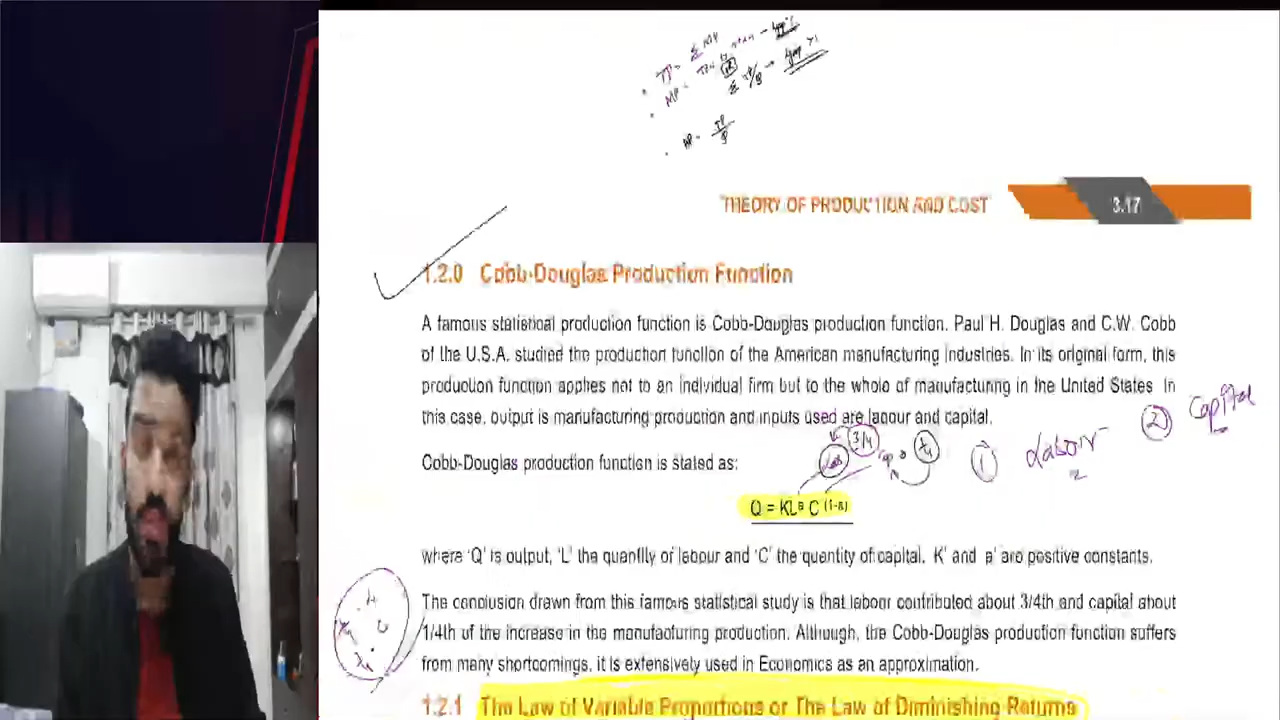 THEORY OF PRODUCTION AND COST 3.17
1.2.0 Cobb-Douglas Production Function
A famous statistical production function is Cobb-Douglas production function. Paul H. Douglas and C.W. Cobb
of the U.S.A. studied the production function of the American manufacturing industries. In its original form, this
production function applies not to an individual firm but to the whole of manufacturing in the United States. In
this case, output is manufacturing production and inputs used are labour and capital.
② Capital
3/4
① Labour
Cobb-Douglas production function is stated as:
Q = KLᵃ C⁽¹⁻ᵃ⁾
where 'Q' is output, 'L' the quantity of labour and 'C' the quantity of capital. 'K' and 'a' are positive constants.
The conclusion drawn from this famous statistical study is that labour contributed about 3/4th and capital about
1/4th of the increase in the manufacturing production. Although, the Cobb-Douglas production function suffers
from many shortcomings, it is extensively used in Economics as an approximation.
1.2.1 The Law of Variable Proportions or The Law of Diminishing Returns